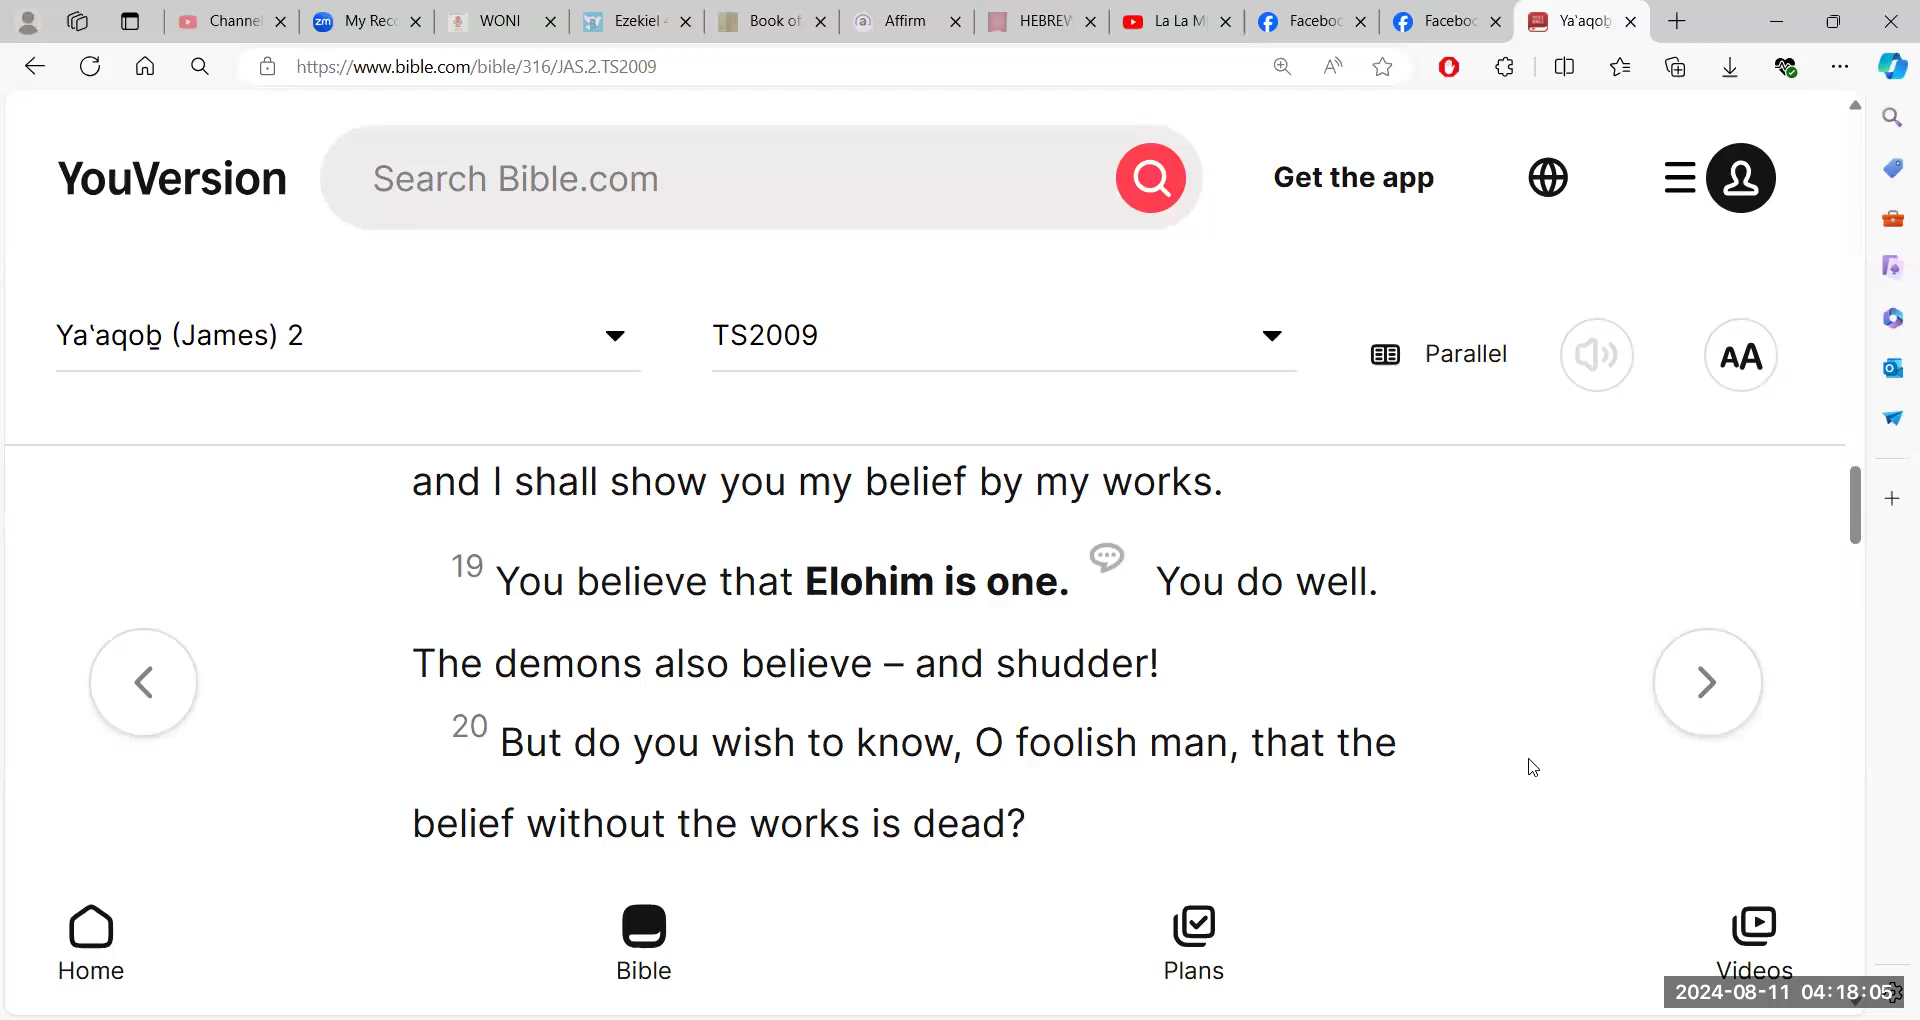 Channel
My Rec
WONI
Ezekiel
Book of
Affirm
HEBREW
La La M
Faceboo
Faceboo
Ya'aqoḇ
https://www.bible.com/bible/316/JAS.2.TS2009
YouVersion
Search Bible.com
Get the app
Ya'aqoḇ (James) 2
TS2009
Parallel
AA
and I shall show you my belief by my works.
19 You believe that Elohim is one. You do well.
The demons also believe – and shudder!
20 But do you wish to know, O foolish man, that the
belief without the works is dead?
Home
Bible
Plans
Videos
2024-08-11 04:18:05